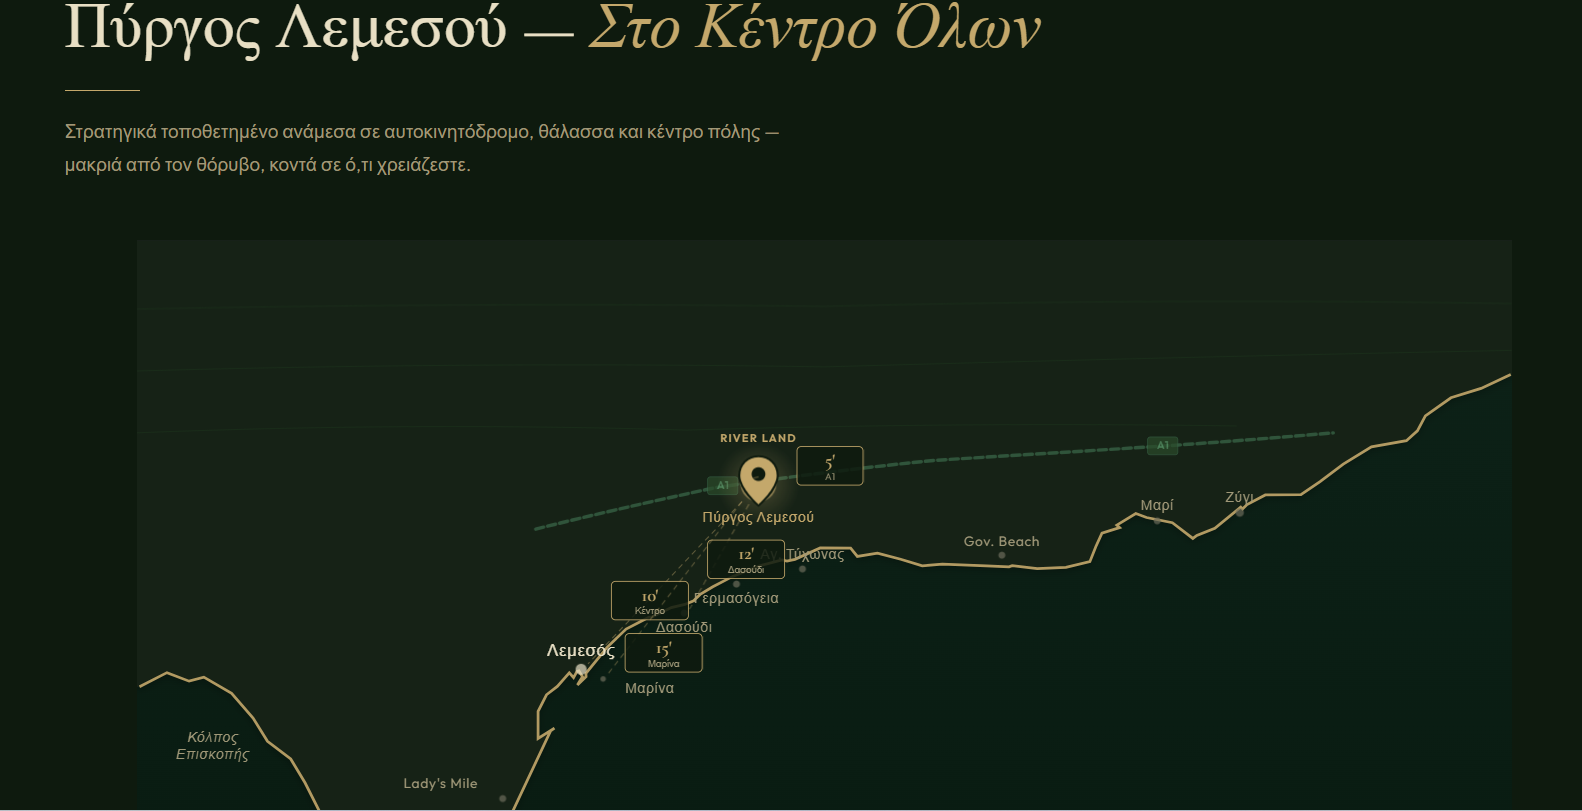 Πύργος Λεμεσού — Στο Κέντρο Όλων
Στρατηγικά τοποθετημένο ανάμεσα σε αυτοκινητόδρομο, θάλασσα και κέντρο πόλης —
μακριά από τον θόρυβο, κοντά σε ό,τι χρειάζεστε.
RIVER LAND
A1
5'
A1
A1
Πύργος Λεμεσού
Μαρί
Ζύγι
Gov. Beach
12'
Δασούδι
Αγ. Τύχωνας
10'
Κέντρο
Γερμασόγεια
Δασούδι
Λεμεσός
15'
Μαρίνα
Μαρίνα
Κόλπος
Επισκοπής
Lady's Mile